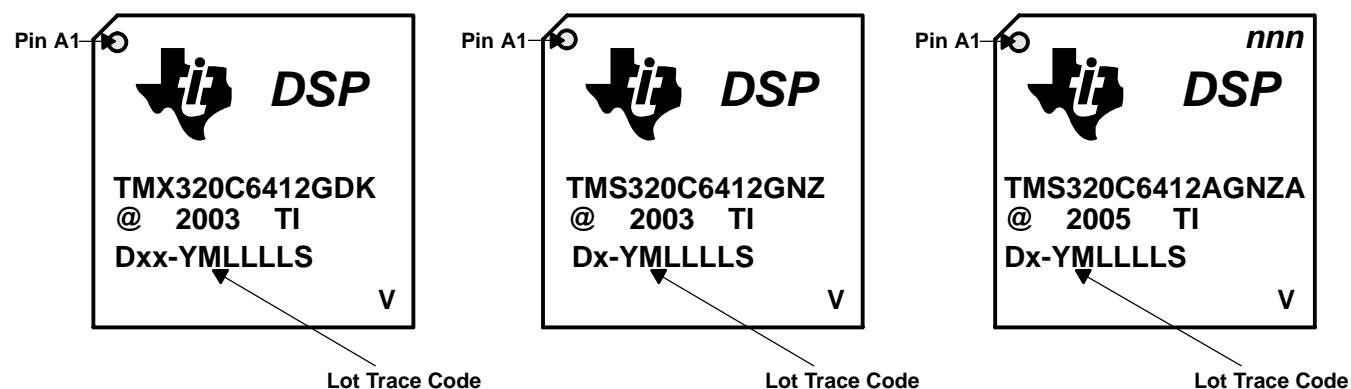 Pin A1
DSP
TMX320C6412GDK
@ 2003 TI
Dxx-YMLLLLS
V
Lot Trace Code
Pin A1
DSP
TMS320C6412GNZ
@ 2003 TI
Dx-YMLLLLS
V
Lot Trace Code
Pin A1
nnn
DSP
TMS320C6412AGNZA
@ 2005 TI
Dx-YMLLLLS
V
Lot Trace Code